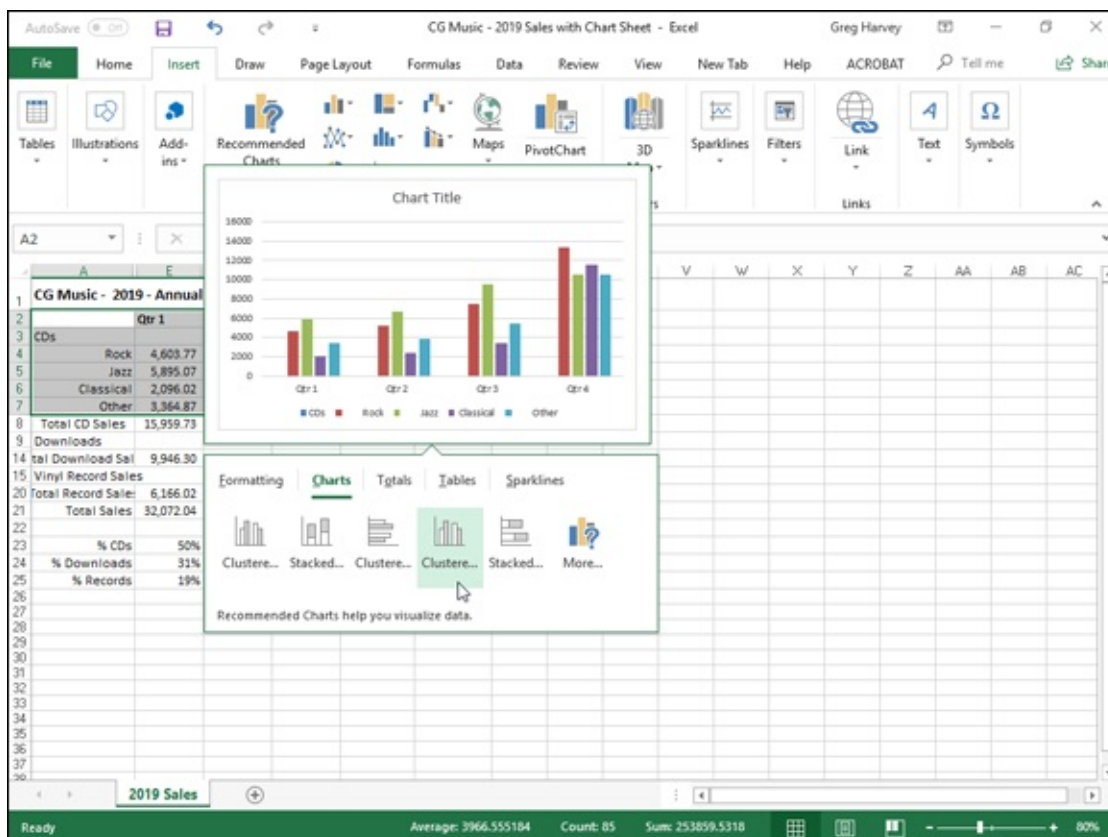 AutoSave Off CG Music - 2019 Sales with Chart Sheet - Excel Greg Harvey
File Home Insert Draw Page Layout Formulas Data Review View New Tab Help ACROBAT Tell me Shar
Tables Illustrations Add- Recommended Maps PivotChart 3D Sparklines Filters Link Text Symbols
ins Charts
Links
A2
A E V W X Y Z AA AB AC
1 CG Music - 2019 - Annual
2 Qtr 1
3 CDs
4 Rock 4,603.77
5 Jazz 5,895.07
6 Classical 2,096.02
7 Other 3,364.87
8 Total CD Sales 15,959.73
9 Downloads
14 tal Download Sal 9,946.30
15 Vinyl Record Sales
20 Total Record Sale: 6,166.02
21 Total Sales 32,072.04
22
23 % CDs 50%
24 % Downloads 31%
25 % Records 19%
26
27
28
29
30
31
32
33
34
35
36
37
Chart Title
16000
14000
12000
10000
8000
6000
4000
2000
0
Qtr 1 Qtr 2 Qtr 3 Qtr 4
CDs Rock Jazz Classical Other
Formatting Charts Totals Tables Sparklines
Clustere... Stacked... Clustere... Clustere... Stacked... More...
Recommended Charts help you visualize data.
2019 Sales
Ready Average: 3966.555184 Count: 85 Sum: 253859.5318 80%